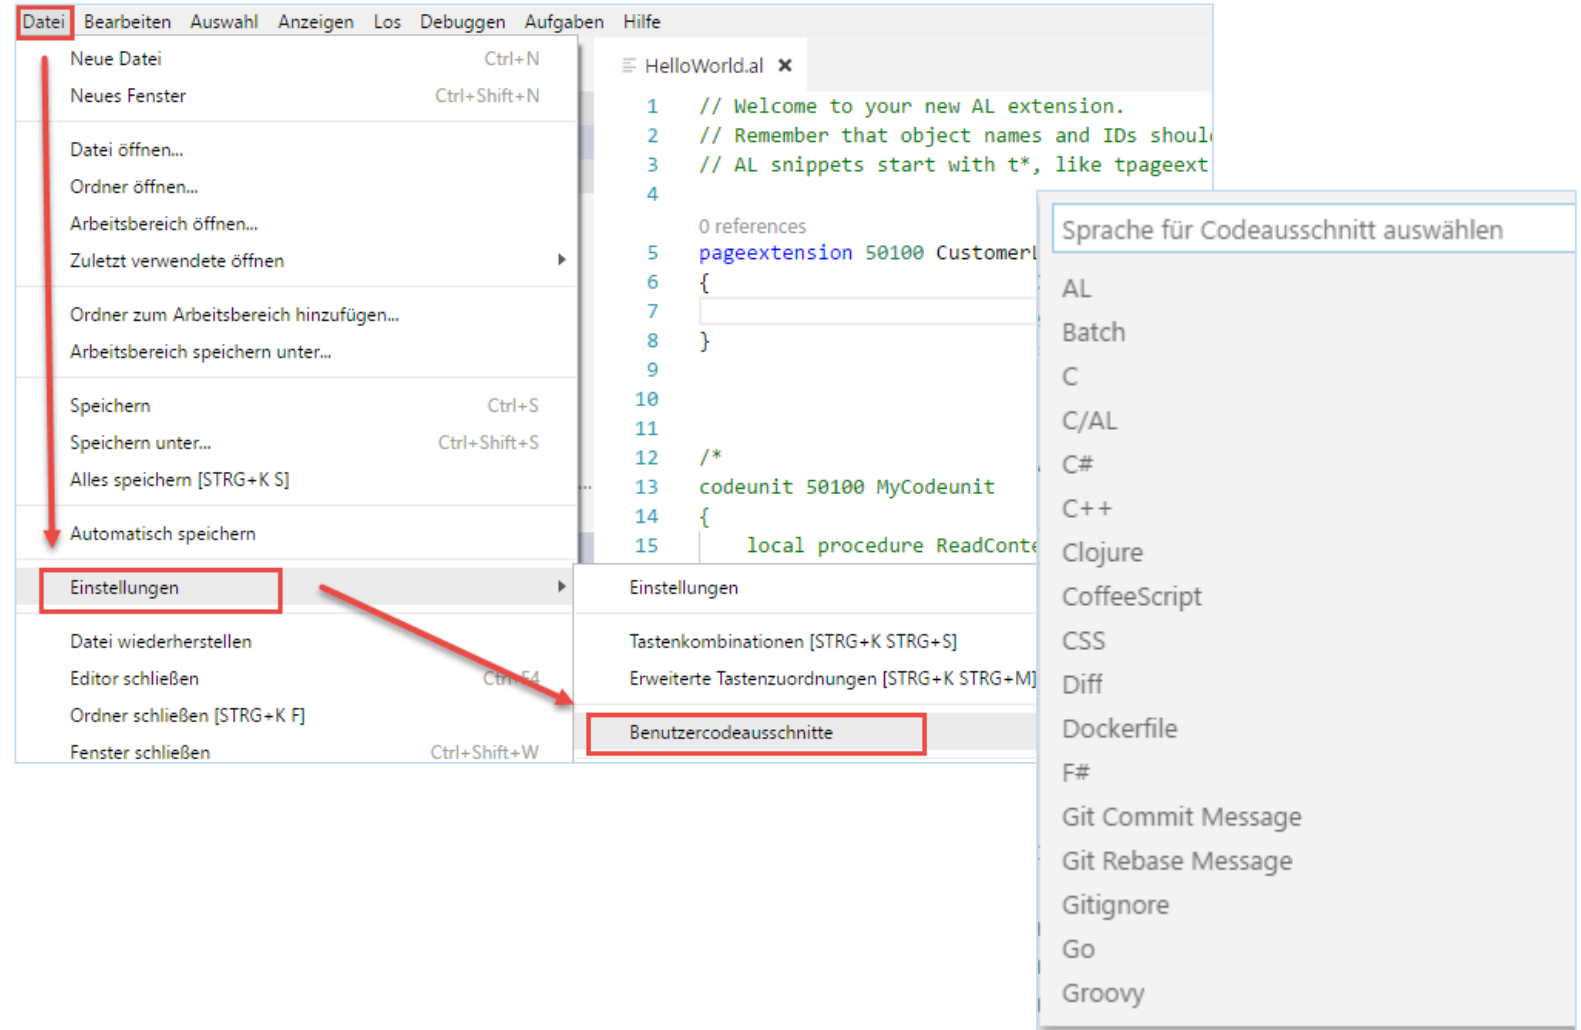 Datei Bearbeiten Auswahl Anzeigen Los Debuggen Aufgaben Hilfe
Neue Datei Ctrl+N
Neues Fenster Ctrl+Shift+N
Datei öffnen...
Ordner öffnen...
Arbeitsbereich öffnen...
Zuletzt verwendete öffnen
Ordner zum Arbeitsbereich hinzufügen...
Arbeitsbereich speichern unter...
Speichern Ctrl+S
Speichern unter... Ctrl+Shift+S
Alles speichern [STRG+K S]
Automatisch speichern
Einstellungen
Datei wiederherstellen
Editor schließen Ctrl+F4
Ordner schließen [STRG+K F]
Fenster schließen Ctrl+Shift+W
HelloWorld.al
1 // Welcome to your new AL extension.
2 // Remember that object names and IDs shoul
3 // AL snippets start with t*, like tpageext
4
0 references
5 pageextension 50100 Customer
6 {
7
8 }
9
10
11
12 /*
13 codeunit 50100 MyCodeunit
14 {
15 local procedure ReadConte
Einstellungen
Tastenkombinationen [STRG+K STRG+S]
Erweiterte Tastenzuordnungen [STRG+K STRG+M]
Benutzercodeausschnitte
Sprache für Codeausschnitt auswählen
AL
Batch
C
C/AL
C#
C++
Clojure
CoffeeScript
CSS
Diff
Dockerfile
F#
Git Commit Message
Git Rebase Message
Gitignore
Go
Groovy